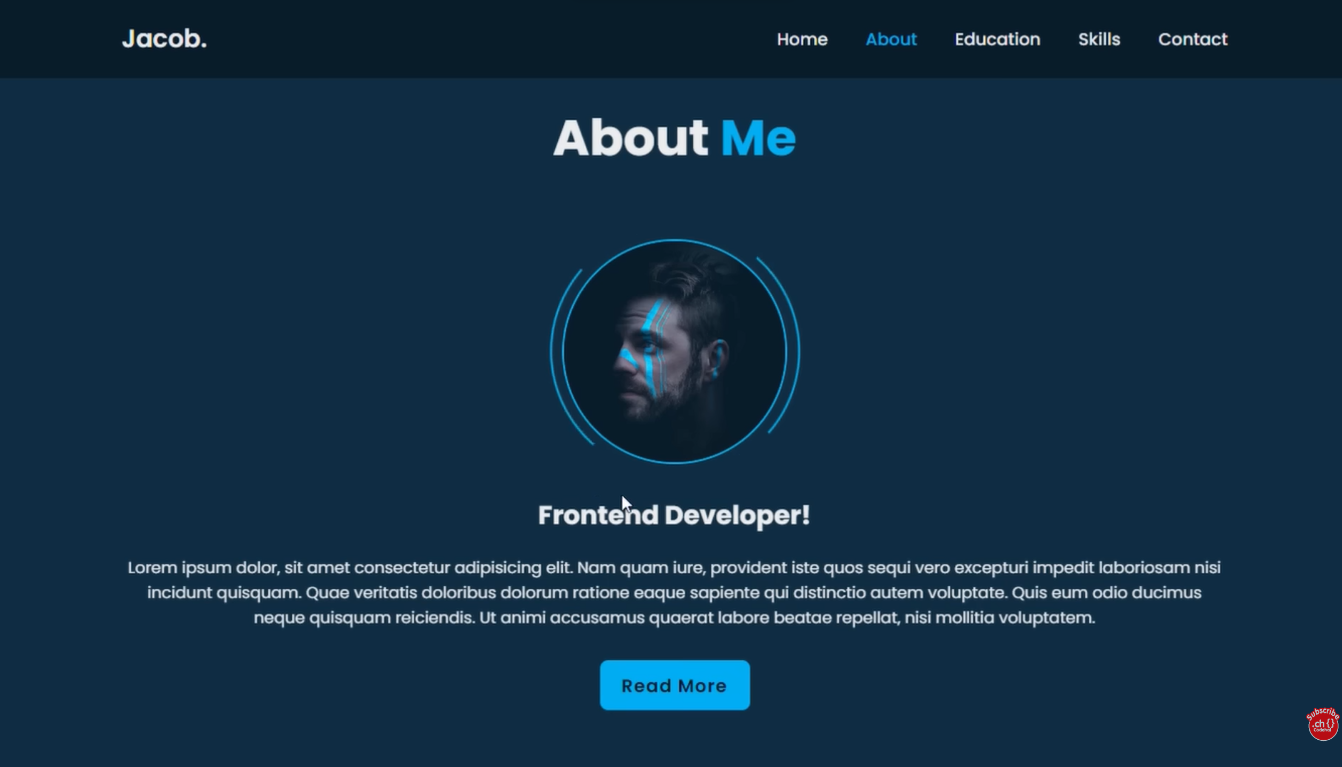 Jacob.
Home About Education Skills Contact
About Me
Frontend Developer!
Lorem ipsum dolor, sit amet consectetur adipisicing elit. Nam quam iure, provident iste quos sequi vero excepturi impedit laboriosam nisi
incidunt quisquam. Quae veritatis doloribus dolorum ratione eaque sapiente qui distinctio autem voluptate. Quis eum odio ducimus
neque quisquam reiciendis. Ut animi accusamus quaerat labore beatae repellat, nisi mollitia voluptatem.
Read More
Subscribe
.ch {}